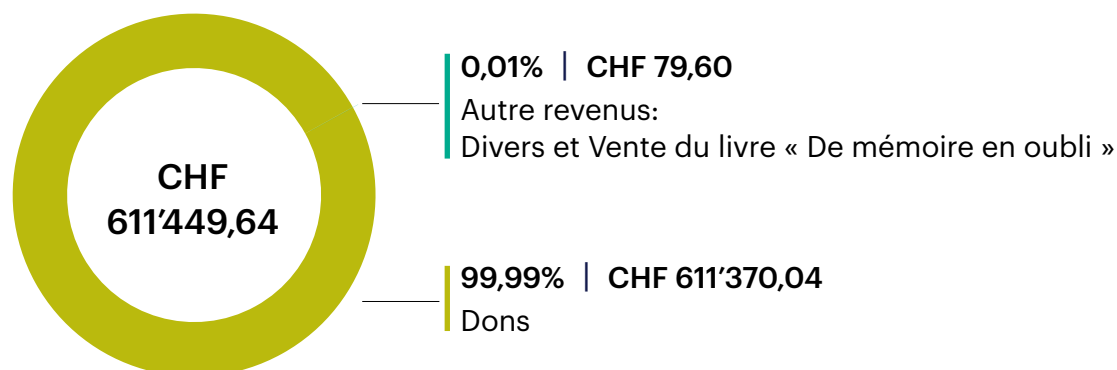 CHF
611’449,64
0,01% | CHF 79,60
Autre revenus:
Divers et Vente du livre « De mémoire en oubli »
99,99% | CHF 611’370,04
Dons